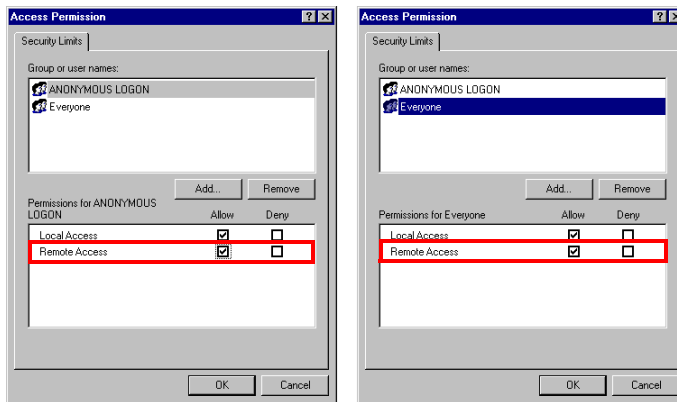 Access Permission
Security Limits
Group or user names:
ANONYMOUS LOGON
Everyone
Add... Remove
Permissions for ANONYMOUS
LOGON Allow Deny
Local Access
Remote Access
OK Cancel
Access Permission
Security Limits
Group or user names:
ANONYMOUS LOGON
Everyone
Add... Remove
Permissions for Everyone Allow Deny
Local Access
Remote Access
OK Cancel